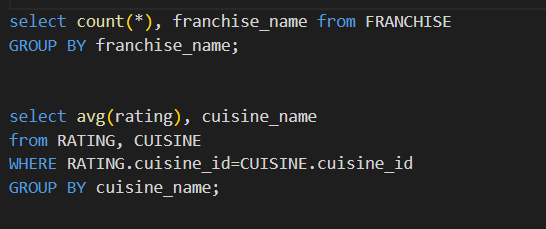 select count(*), franchise_name from FRANCHISE
GROUP BY franchise_name;
select avg(rating), cuisine_name
from RATING, CUISINE
WHERE RATING.cuisine_id=CUISINE.cuisine_id
GROUP BY cuisine_name;